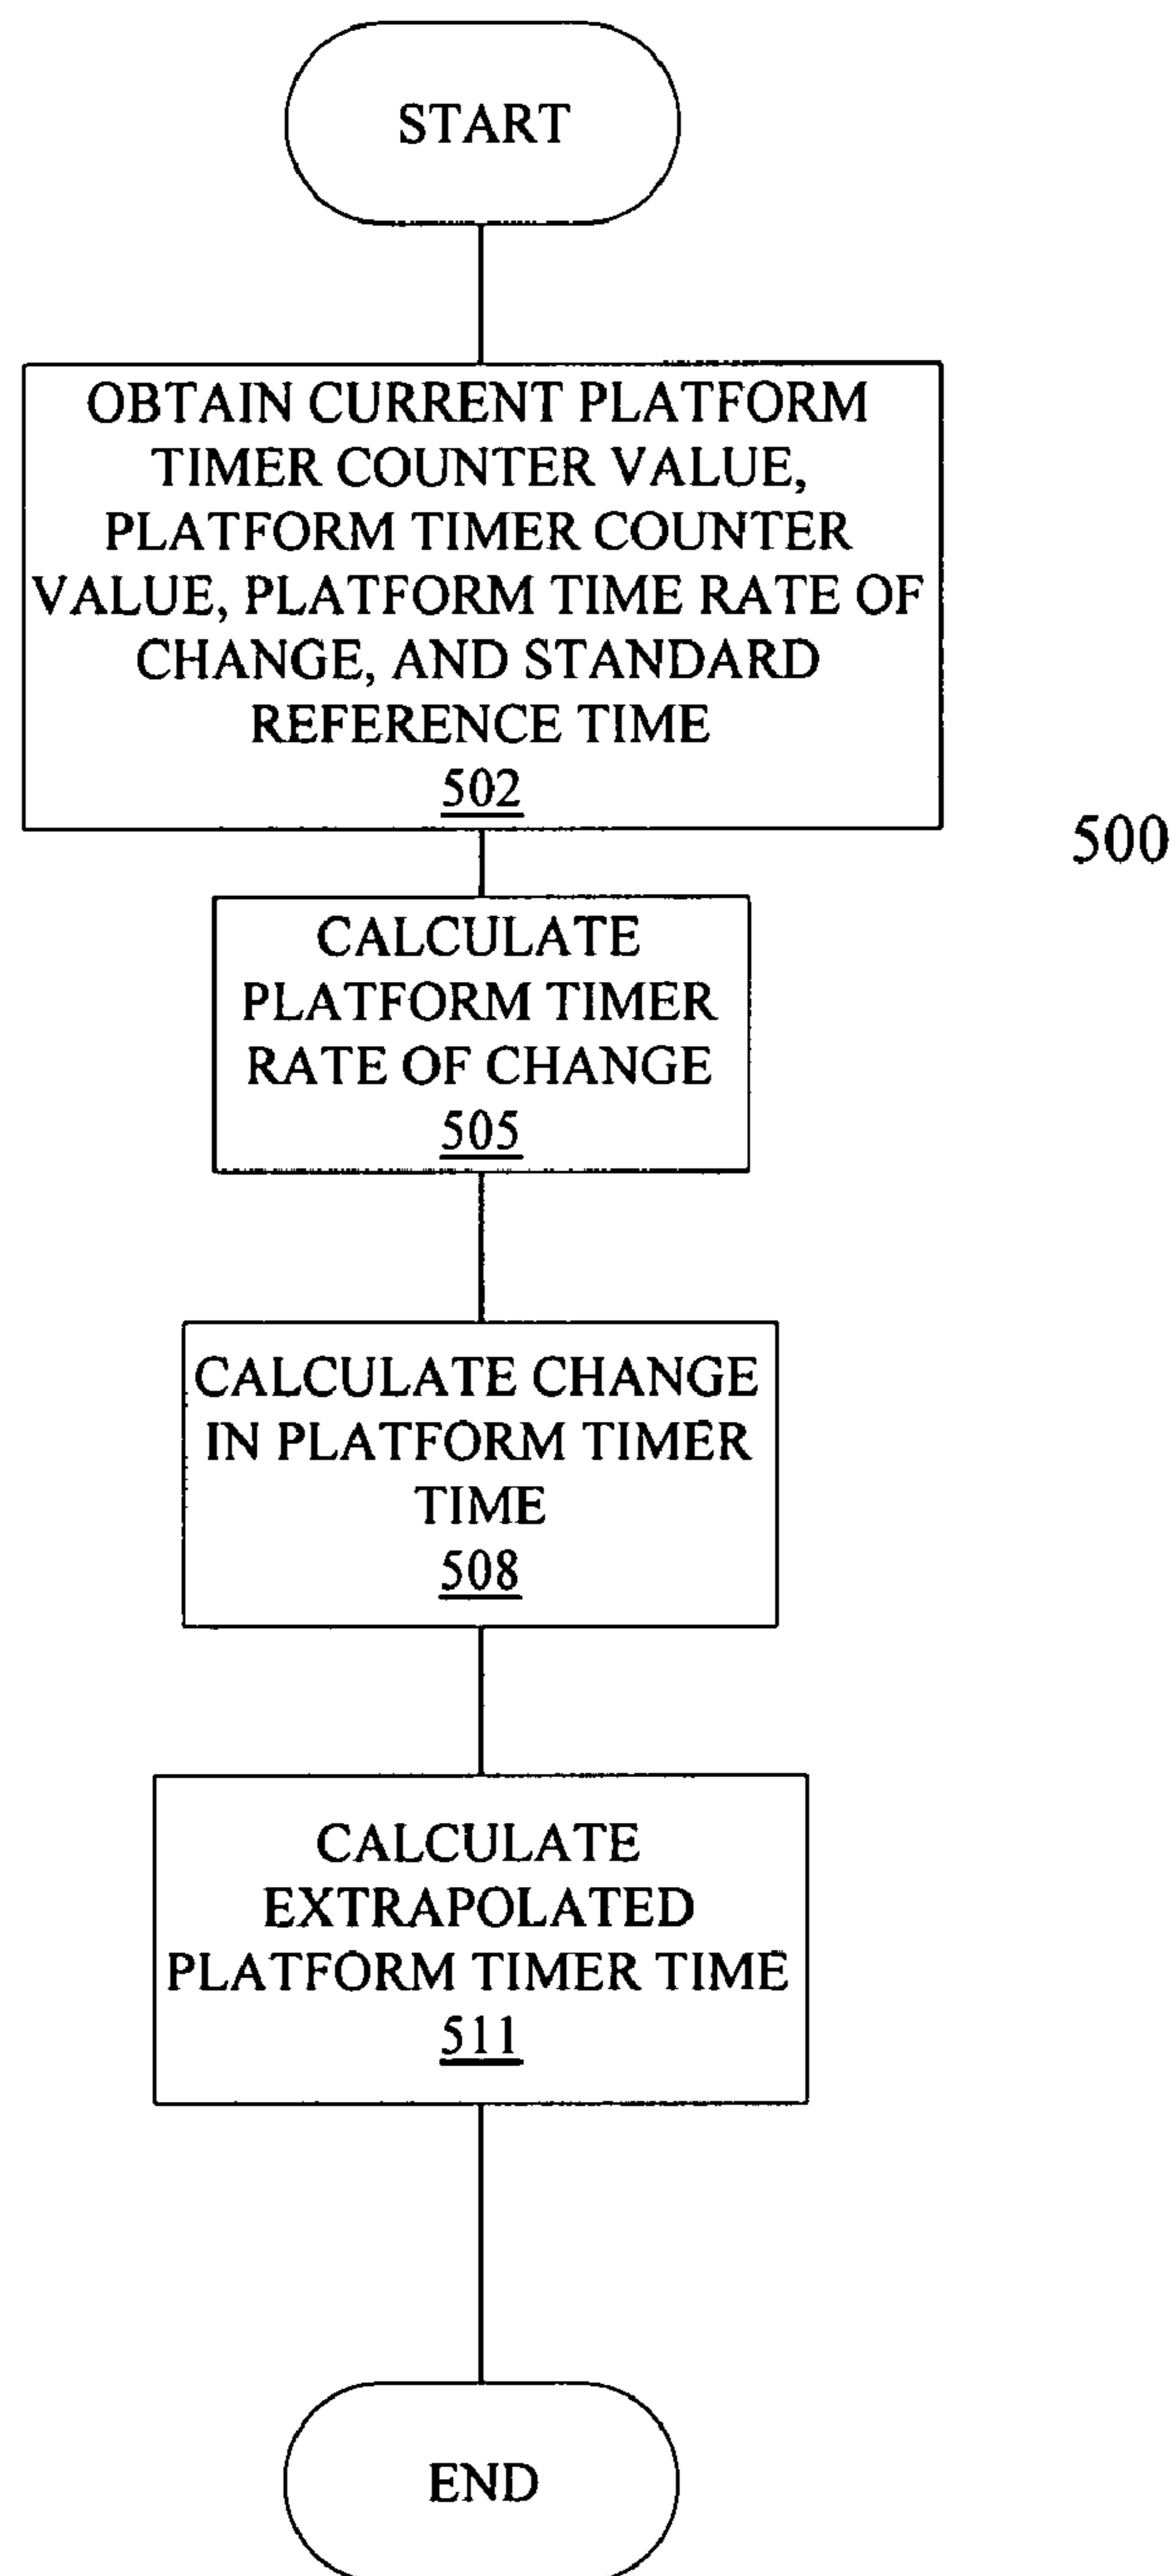 START
OBTAIN CURRENT PLATFORM
TIMER COUNTER VALUE,
PLATFORM TIMER COUNTER
VALUE, PLATFORM TIME RATE OF
CHANGE, AND STANDARD
REFERENCE TIME
502
500
CALCULATE
PLATFORM TIMER
RATE OF CHANGE
505
CALCULATE CHANGE
IN PLATFORM TIMER
TIME
508
CALCULATE
EXTRAPOLATED
PLATFORM TIMER TIME
511
END